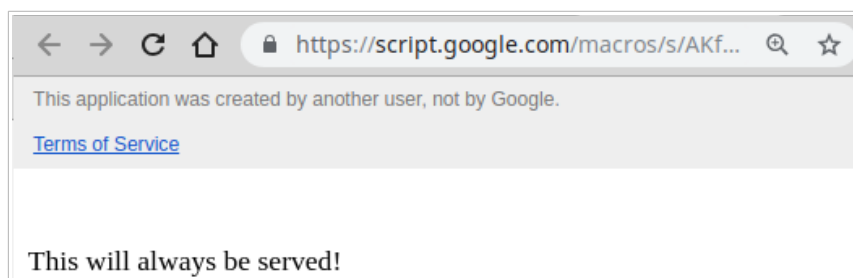 https://script.google.com/macros/s/AKf...
This application was created by another user, not by Google.
Terms of Service
This will always be served!